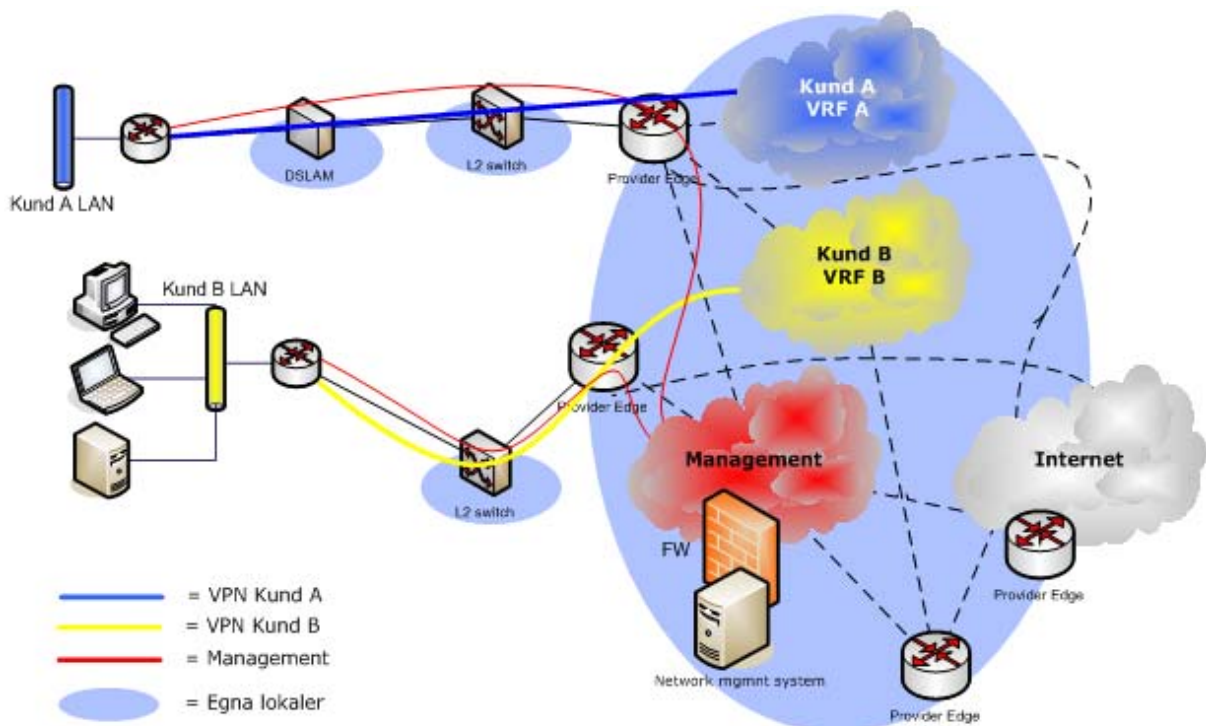 Kund A
VRF A
DSLAM
L2 switch
Provider Edge
Kund A LAN
Kund B
VRF B
Kund B LAN
Provider Edge
Management
Internet
L2 switch
FW
Provider Edge
Network mgmnt system
Provider Edge
= VPN Kund A
= VPN Kund B
= Management
= Egna lokaler